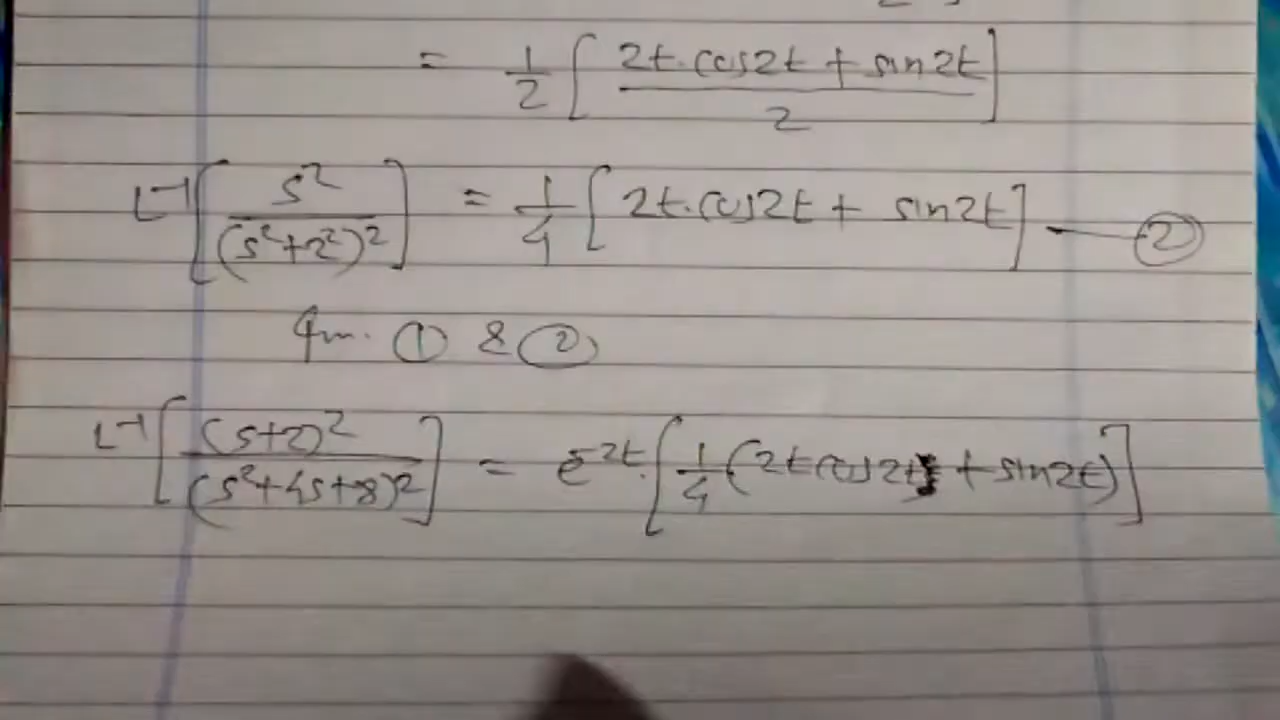 = 1/2 [ (2t.cos2t + sin2t)/2 ]
L⁻¹[ s²/(s²+2²)² ] = 1/4 [ 2t.cos2t + sin2t ] — ②
fm. ① & ②
L⁻¹[ (s+2)²/(s²+4s+8)² ] = e⁻²ᵗ.[ 1/4 (2t cos2t + sin2t) ]